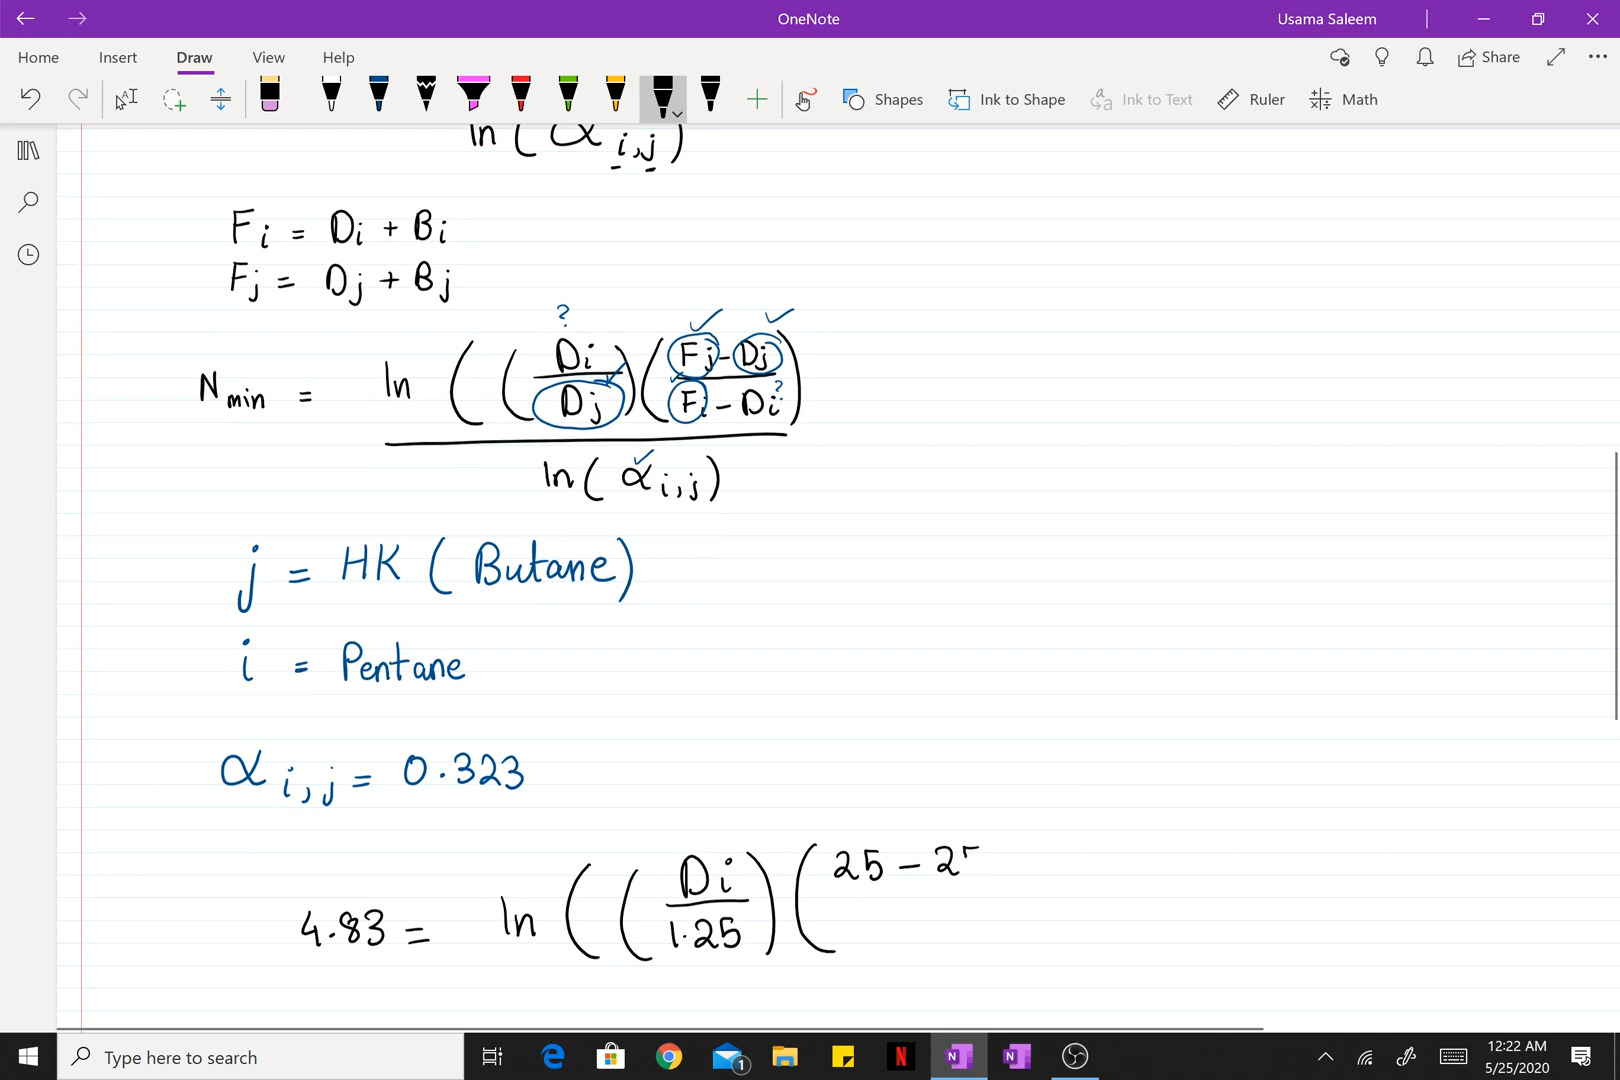 OneNote
Usama Saleem
Home Insert Draw View Help
Share
Shapes Ink to Shape Ink to Text Ruler Math
ln ( α i,j )
Fi = Di + Bi
Fj = Dj + Bj
?
Di Fj - Dj
N min = ln ( ( ) ( ) )
Dj Fi - Di ?
ln ( α i,j )
j = HK ( Butane )
i = Pentane
α i,j = 0.323
Di 25 - 2
4.83 = ln ( ( ) (
1.25
Type here to search
1
12:22 AM
5/25/2020